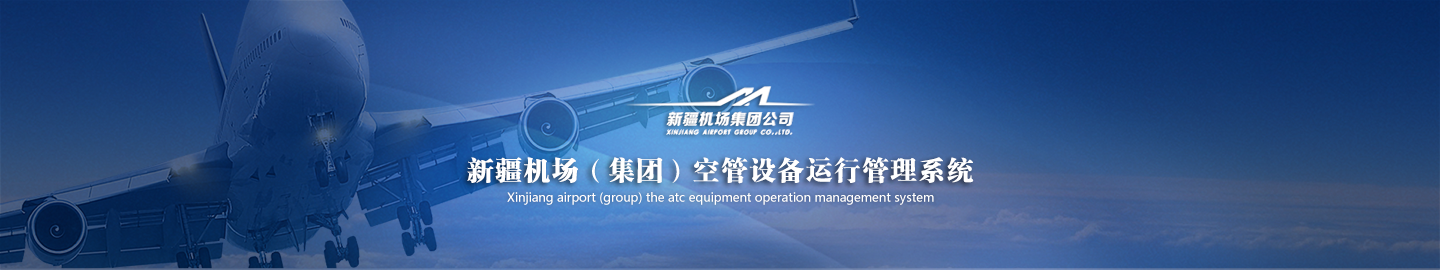 新疆机场集团公司
XINJIANG AIRPORT GROUP CO.,LTD.
新疆机场（集团）空管设备运行管理系统
Xinjiang airport (group) the atc equipment operation management system